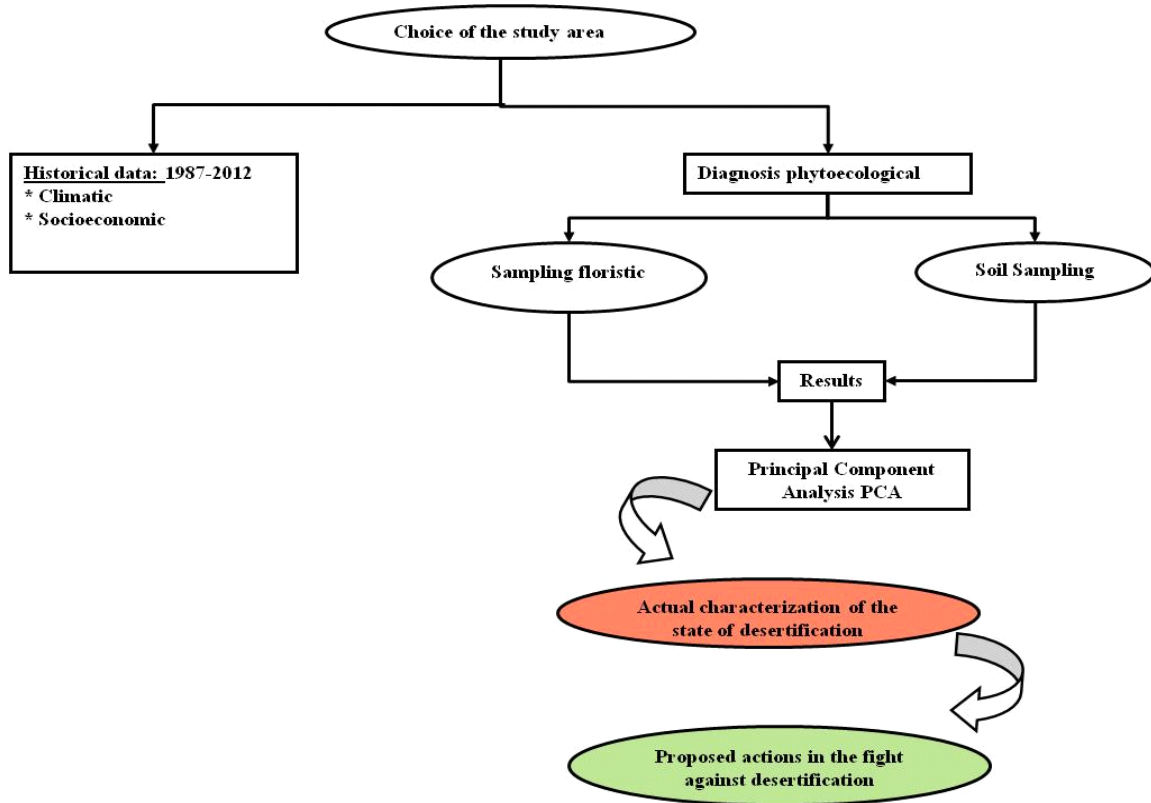 Choice of the study area
Historical data: 1987-2012
* Climatic
* Socioeconomic
Diagnosis phytoecological
Sampling floristic
Soil Sampling
Results
Principal Component
Analysis PCA
Actual characterization of the
state of desertification
Proposed actions in the fight
against desertification